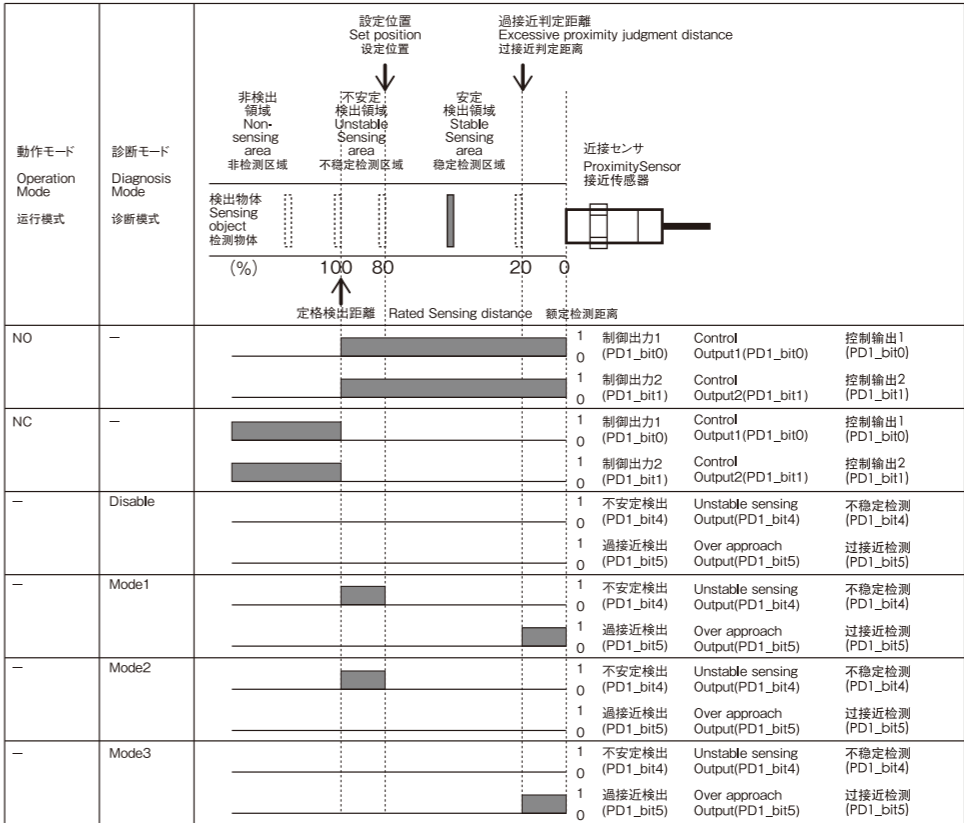 動作モード
Operation
Mode
运行模式
診断モード
Diagnosis
Mode
诊断模式
設定位置
Set position
设定位置
過接近判定距離
Excessive proximity judgment distance
过接近判定距离
非検出
領域
Non-
sensing
area
非检测区域
不安定
検出領域
Unstable
Sensing
area
不稳定检测区域
安定
検出領域
Stable
Sensing
area
稳定检测区域
近接センサ
ProximitySensor
接近传感器
検出物体
Sensing
object
检测物体
(%) 100 80 20 0
定格検出距離 Rated Sensing distance 额定检测距离
NO
—
1
0
制御出力1
(PD1_bit0)
Control
Output1(PD1_bit0)
控制输出1
(PD1_bit0)
1
0
制御出力2
(PD1_bit1)
Control
Output2(PD1_bit1)
控制输出2
(PD1_bit1)
NC
—
1
0
制御出力1
(PD1_bit0)
Control
Output1(PD1_bit0)
控制输出1
(PD1_bit0)
1
0
制御出力2
(PD1_bit1)
Control
Output2(PD1_bit1)
控制输出2
(PD1_bit1)
—
Disable
1
0
不安定検出
(PD1_bit4)
Unstable sensing
Output(PD1_bit4)
不稳定检测
(PD1_bit4)
1
0
過接近検出
(PD1_bit5)
Over approach
Output(PD1_bit5)
过接近检测
(PD1_bit5)
—
Mode1
1
0
不安定検出
(PD1_bit4)
Unstable sensing
Output(PD1_bit4)
不稳定检测
(PD1_bit4)
1
0
過接近検出
(PD1_bit5)
Over approach
Output(PD1_bit5)
过接近检测
(PD1_bit5)
—
Mode2
1
0
不安定検出
(PD1_bit4)
Unstable sensing
Output(PD1_bit4)
不稳定检测
(PD1_bit4)
1
0
過接近検出
(PD1_bit5)
Over approach
Output(PD1_bit5)
过接近检测
(PD1_bit5)
—
Mode3
1
0
不安定検出
(PD1_bit4)
Unstable sensing
Output(PD1_bit4)
不稳定检测
(PD1_bit4)
1
0
過接近検出
(PD1_bit5)
Over approach
Output(PD1_bit5)
过接近检测
(PD1_bit5)